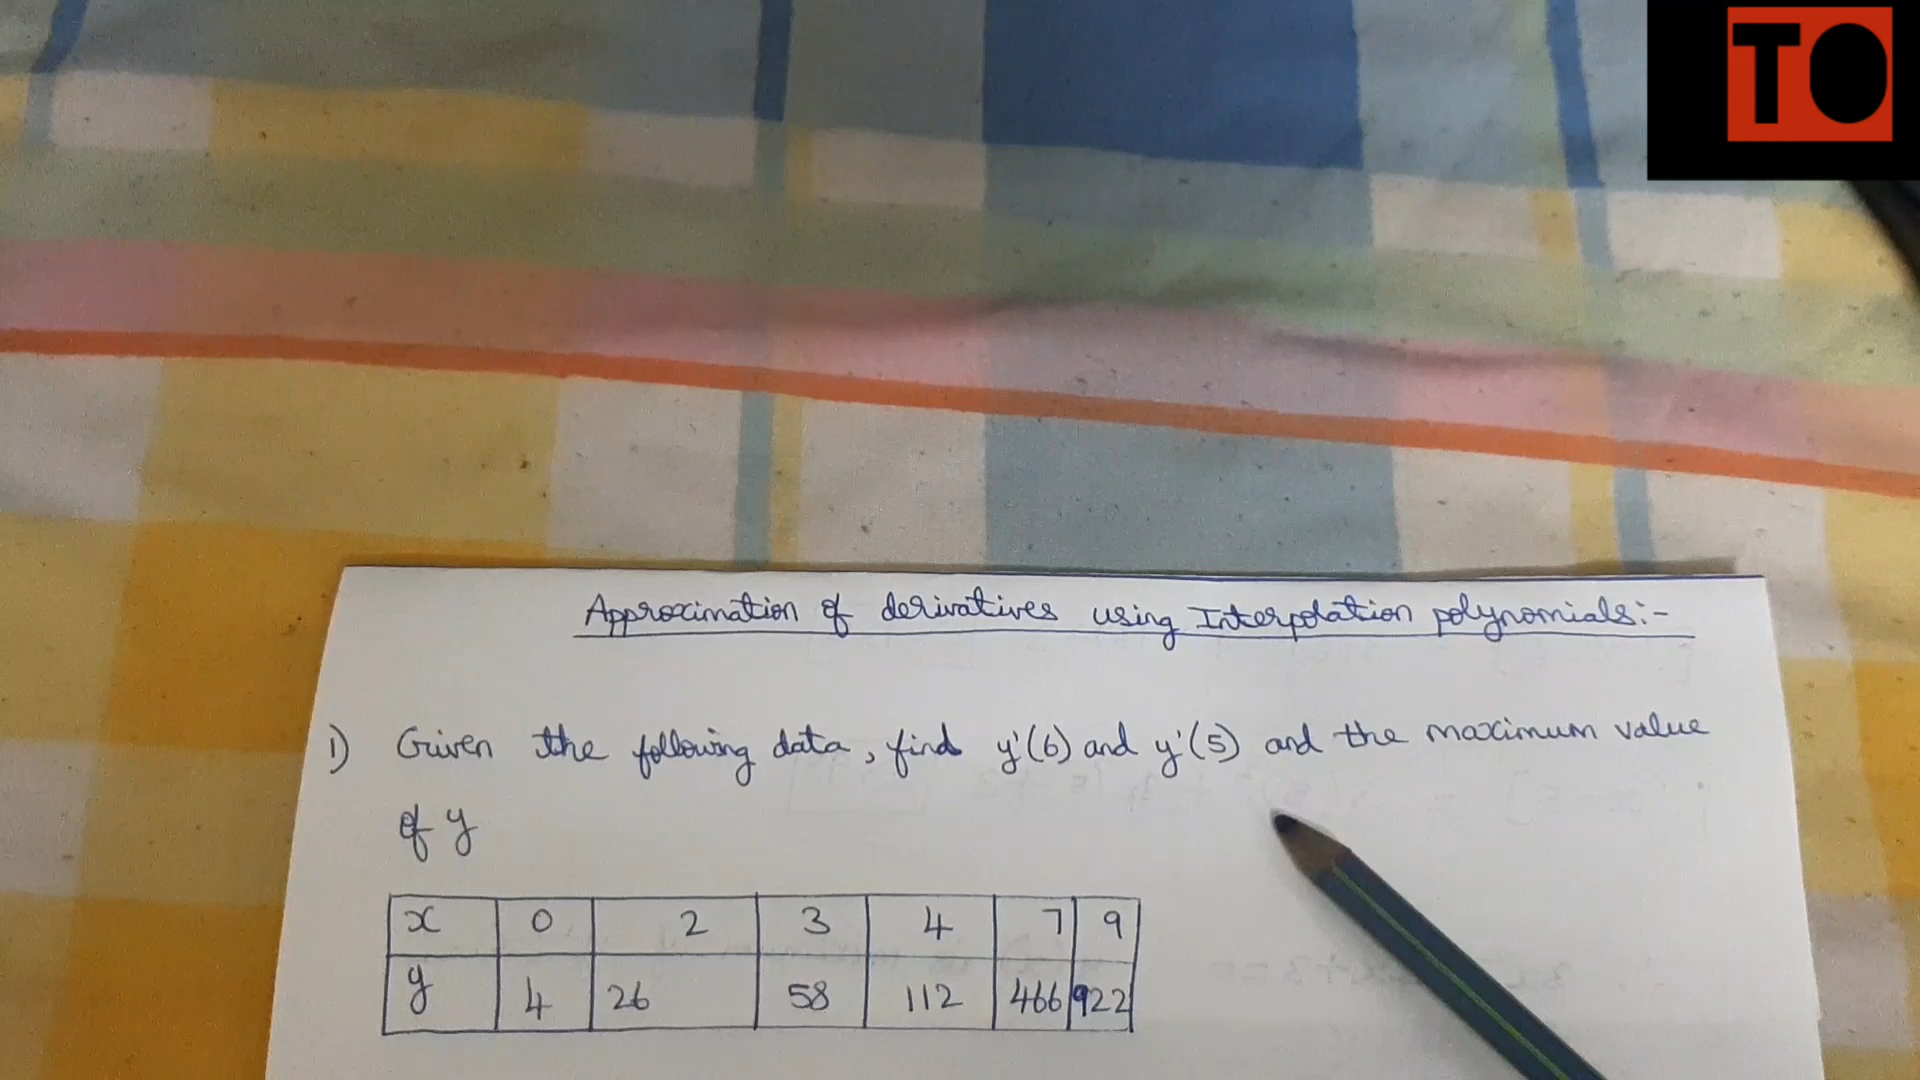 TO
Approximation of derivatives using Interpolation polynomials:-
1) Given the following data, find y'(6) and y'(5) and the maximum value
of y
x 0 2 3 4 7 9
y 4 26 58 112 466 922